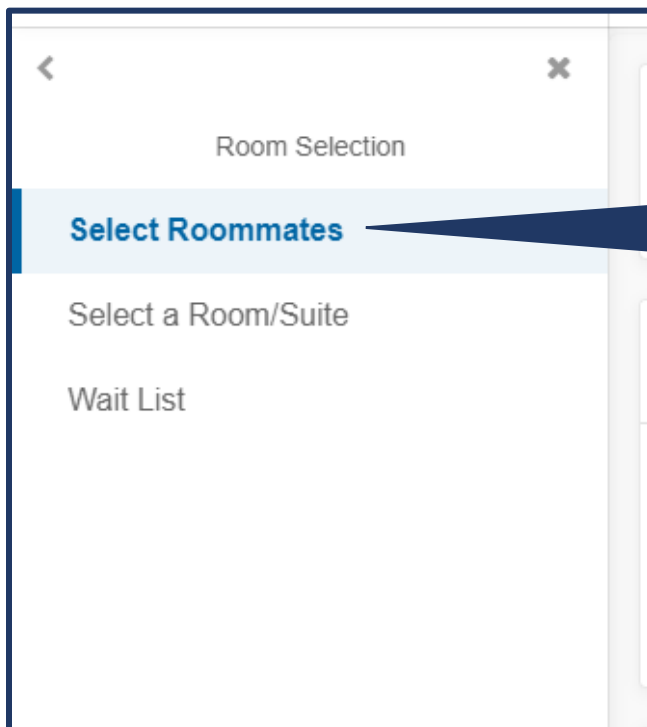 Room Selection
Select Roommates
Select a Room/Suite
Wait List